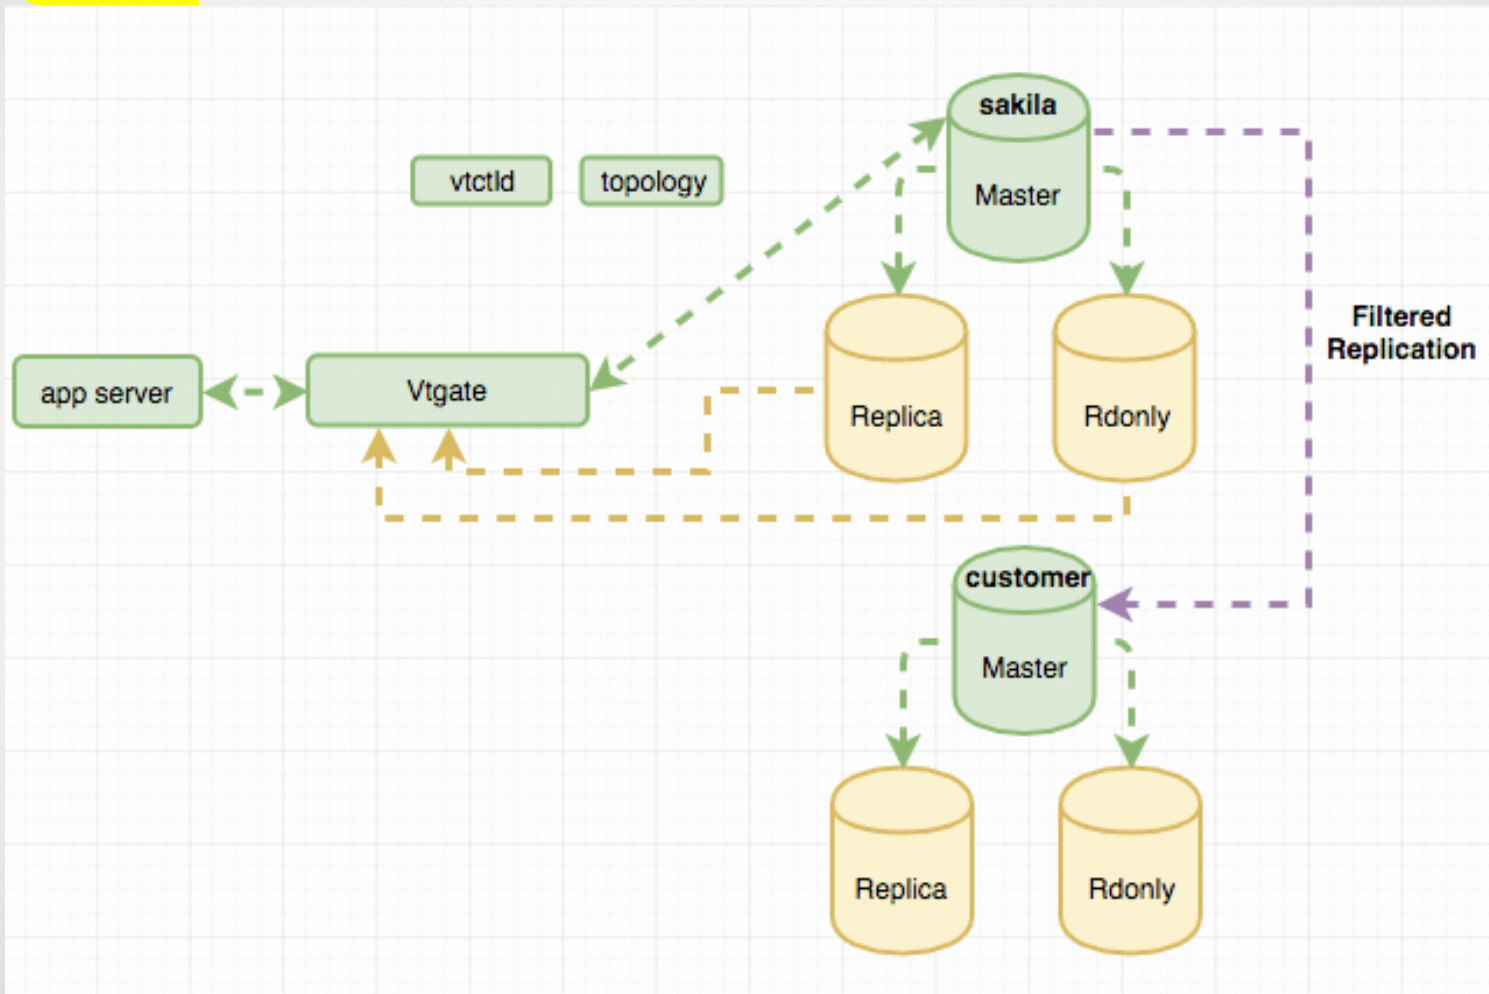 sakila
vtctld
topology
Master
Filtered
Replication
app server
Vtgate
Replica
Rdonly
customer
Master
Replica
Rdonly